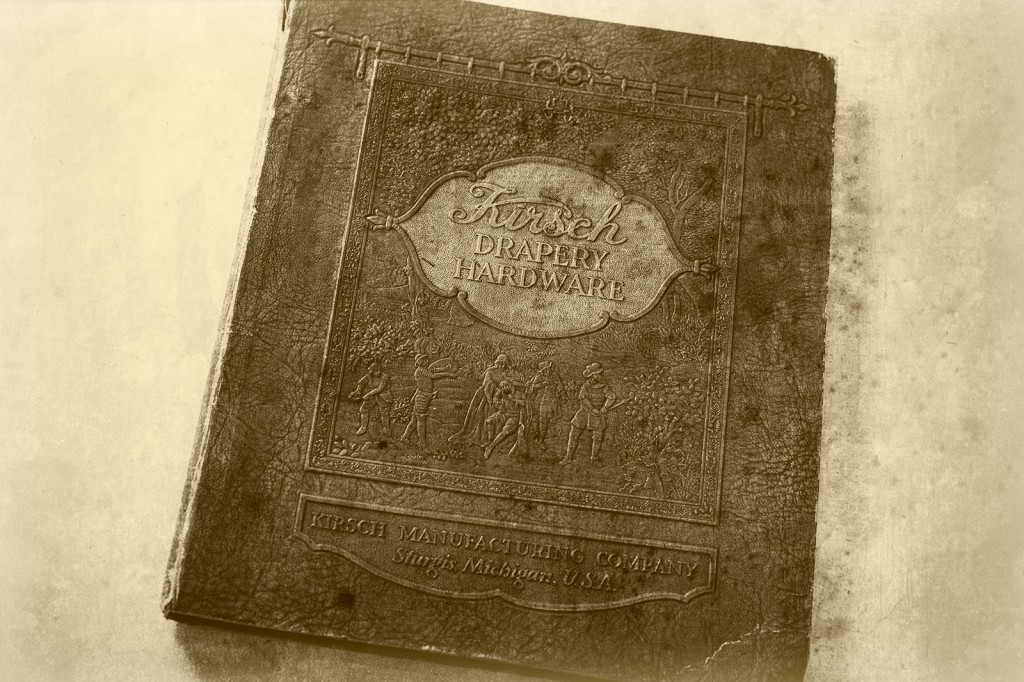 Kirsch
DRAPERY
HARDWARE
KIRSCH MANUFACTURING COMPANY
Sturgis Michigan, U.S.A.